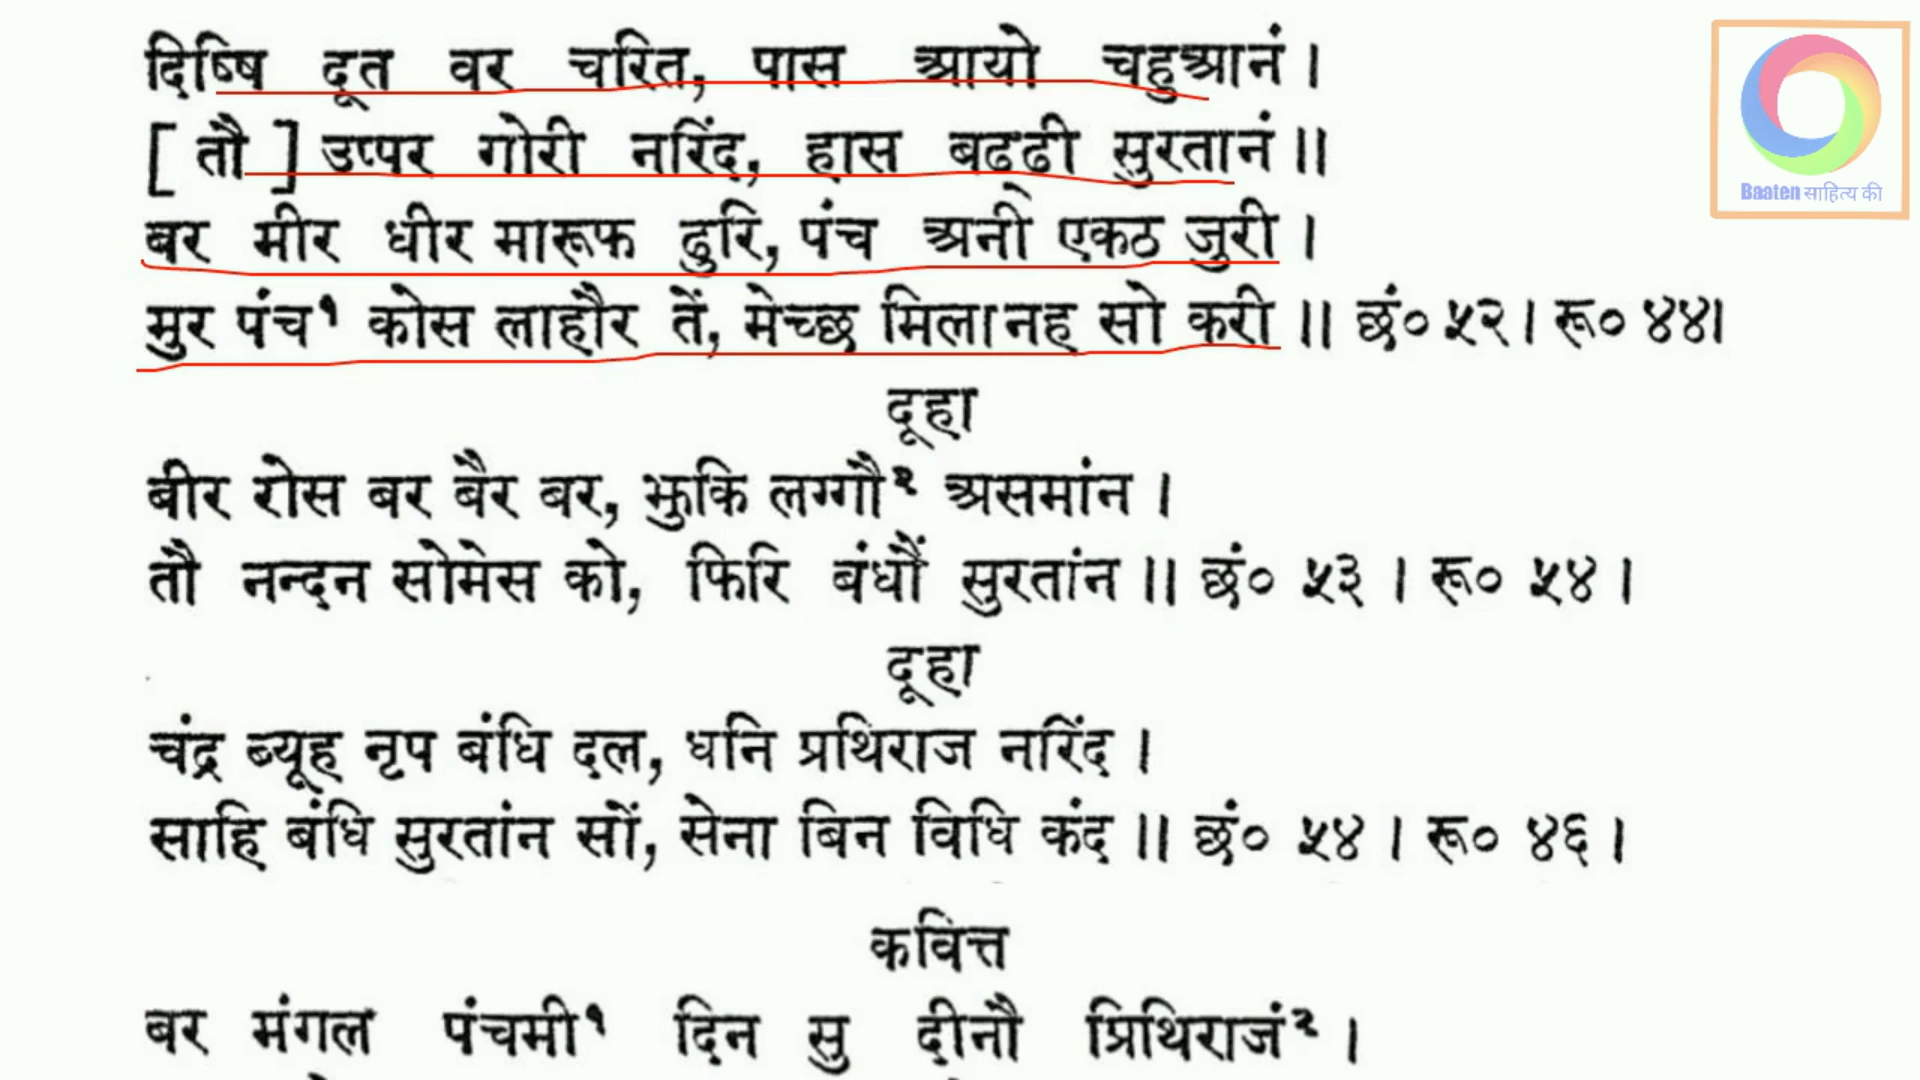 दिष्षि दूत वर चरित, पास आयो चहुआनं ।
[ तौ ] उप्पर गोरी नरिंद, हास बढढी सुरतानं ॥
बर मीर धीर मारूफ ढुरि, पंच अनी एकठ जुरी ।
मुर पंच¹ कोस लाहौर तें, मेच्छ मिलानह सो करी ॥ छं० ५२ । रू० ४४।
दूहा
बीर रोस बर बैर बर, झुकि लग्गौ² असमांन ।
तौ नन्दन सोमेस को, फिरि बंधौं सुरतांन ॥ छं० ५३ । रू० ५४ ।
दूहा
चंद्र ब्यूह नृप बंधि दल, धनि प्रथिराज नरिंद ।
साहि बंधि सुरतांन सों, सेना बिन विधि कंद ॥ छं० ५४ । रू० ४६ ।
कवित्त
बर मंगल पंचमी¹ दिन सु दीनौ प्रिथिराजं² ।
Baaten साहित्य की